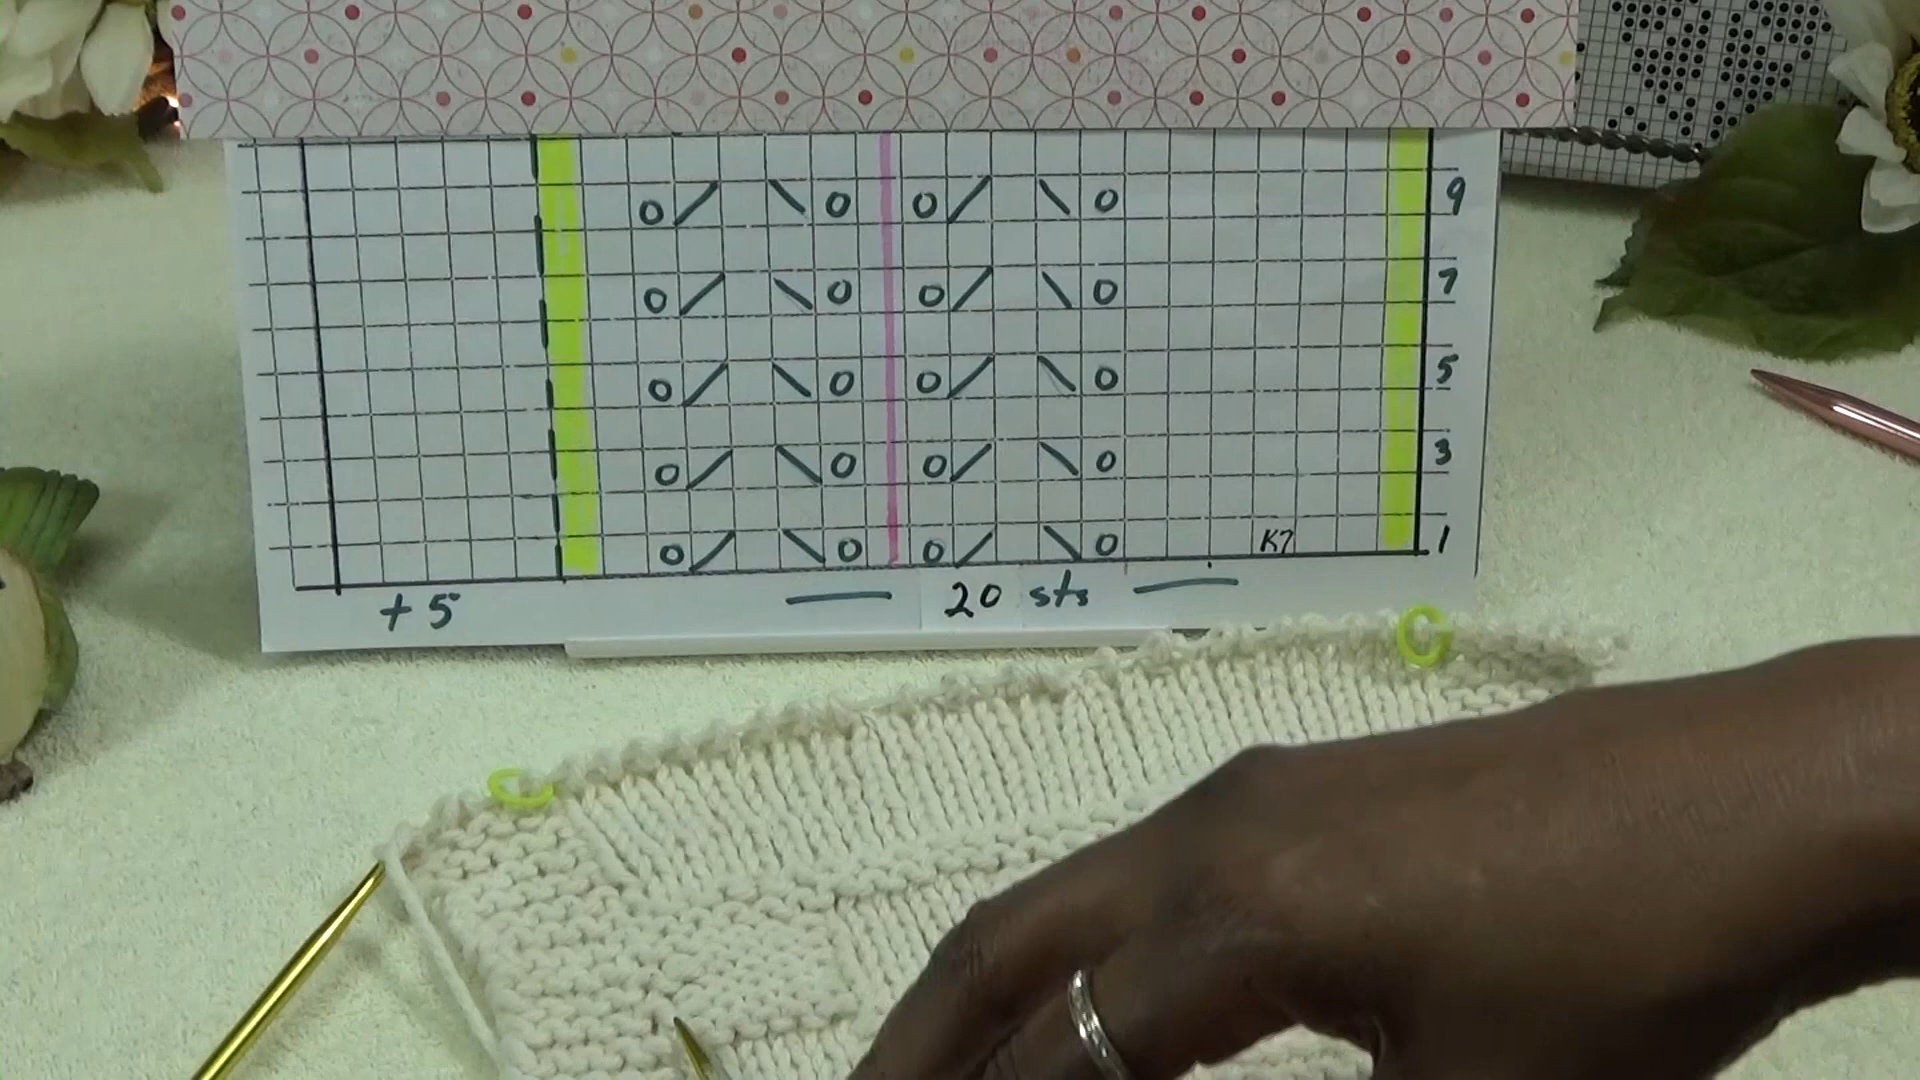 O / \ O O / \ O 9
O / \ O O / \ O 7
O / \ O O / \ O 5
O / \ O O / \ O 3
O / \ O O / \ O K7 1
+5 — 20 sts —